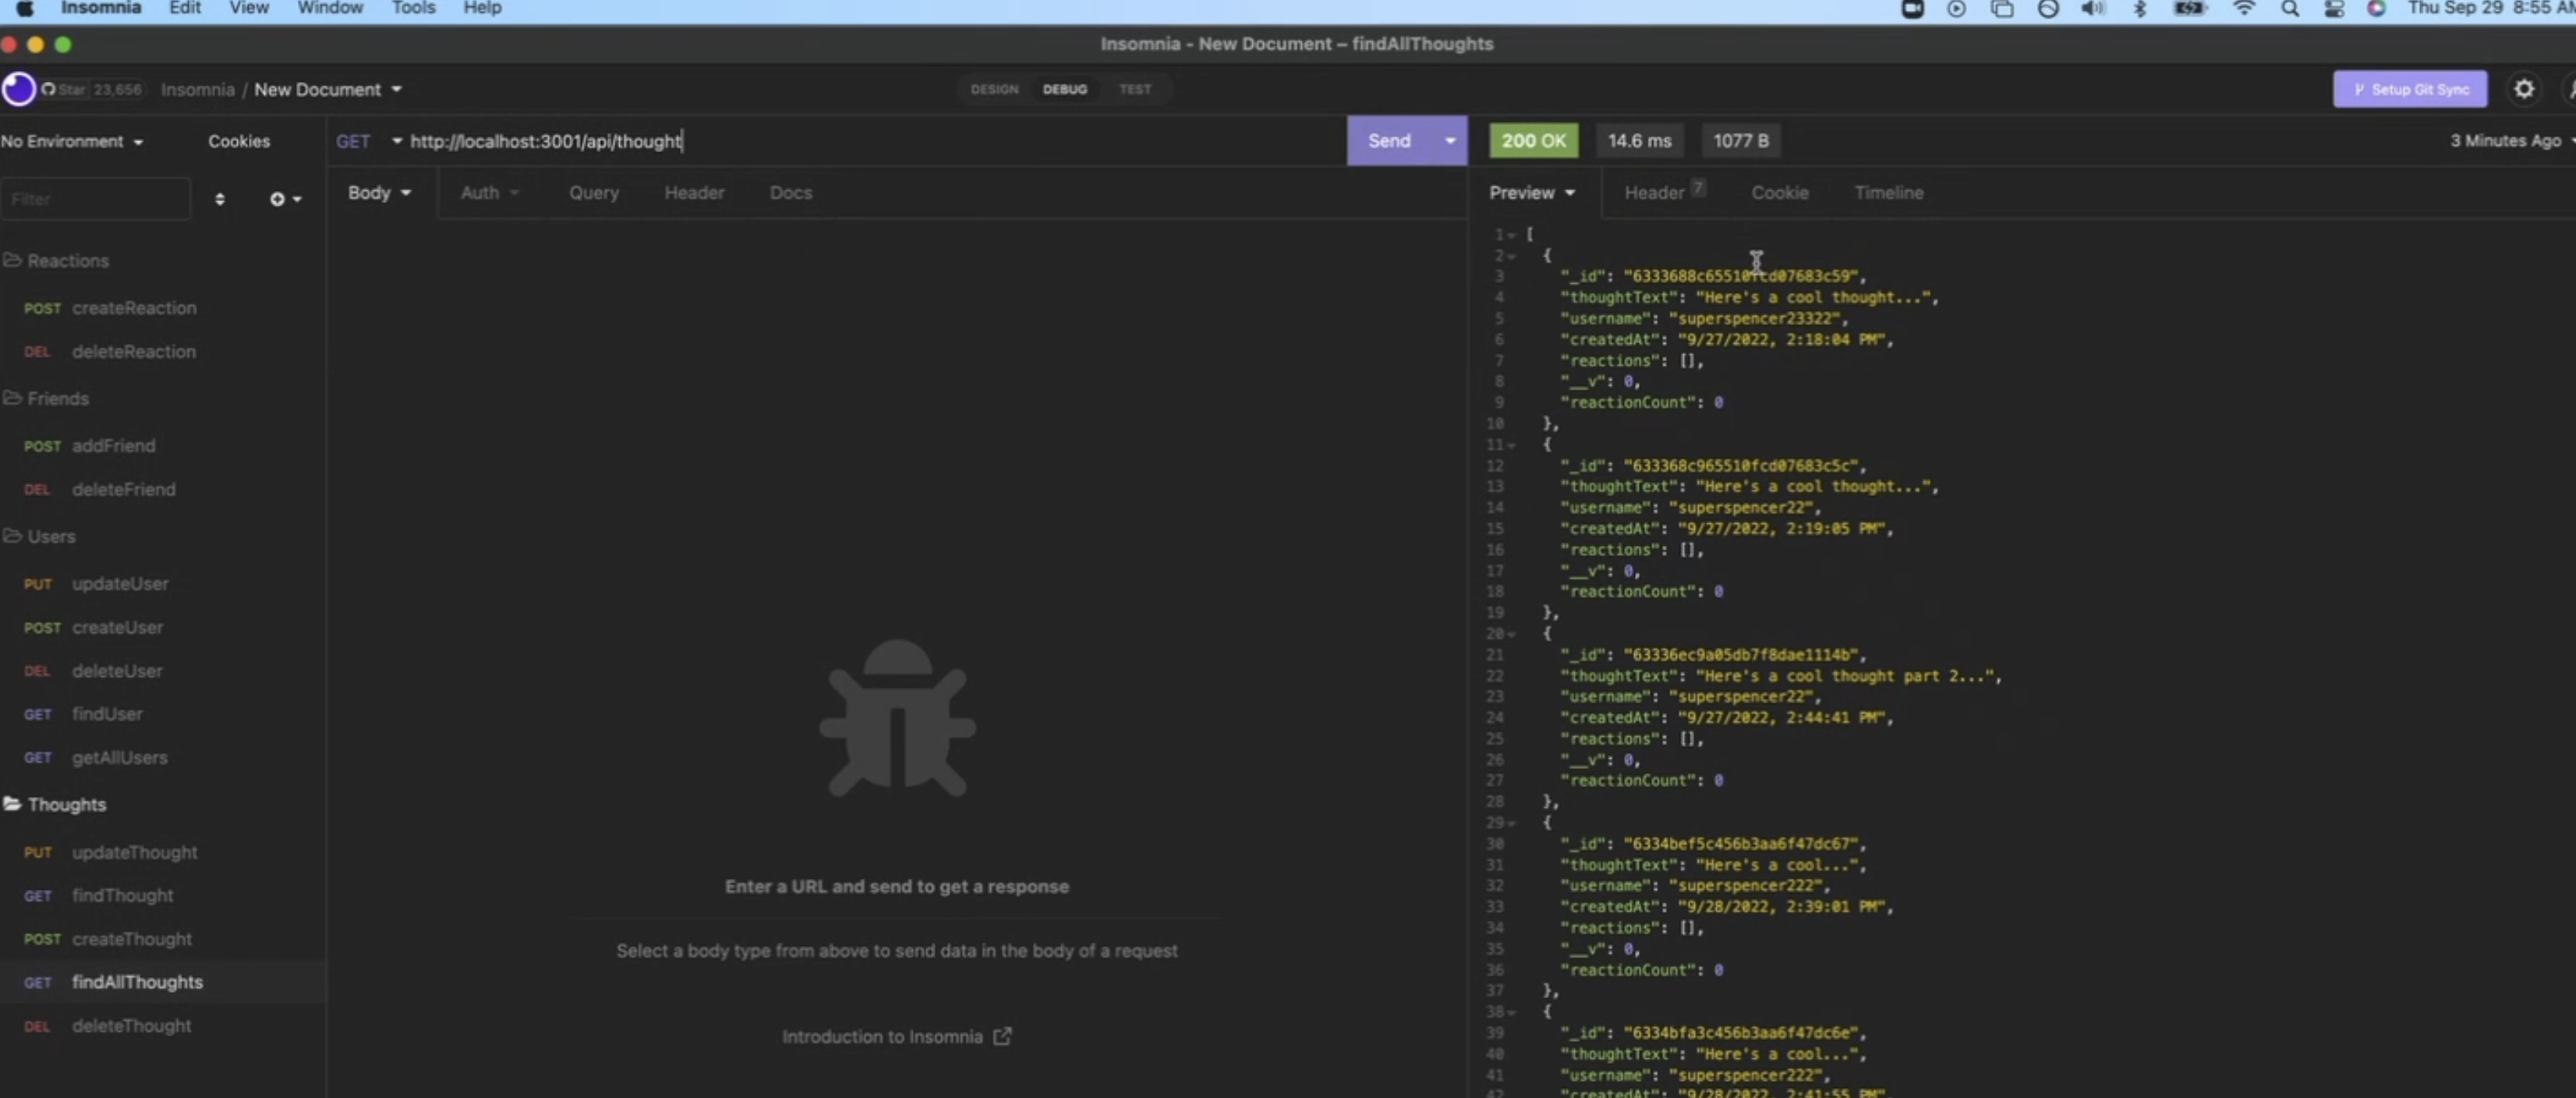 Insomnia Edit View Window Tools Help Thu Sep 29 8:55 AM
Insomnia - New Document – findAllThoughts
Star 23,656 Insomnia / New Document DESIGN DEBUG TEST Setup Git Sync
No Environment Cookies GET http://localhost:3001/api/thought Send 200 OK 14.6 ms 1077 B 3 Minutes Ago
Filter Body Auth Query Header Docs Preview Header 7 Cookie Timeline
Reactions
POST createReaction
DEL deleteReaction
Friends
POST addFriend
DEL deleteFriend
Users
PUT updateUser
POST createUser
DEL deleteUser
GET findUser
GET getAllUsers
Thoughts
PUT updateThought
GET findThought
POST createThought
GET findAllThoughts
DEL deleteThought
Enter a URL and send to get a response
Select a body type from above to send data in the body of a request
Introduction to Insomnia
1 [
2 {
3 "_id": "6333688c65510fcd07683c59",
4 "thoughtText": "Here's a cool thought...",
5 "username": "superspencer23322",
6 "createdAt": "9/27/2022, 2:18:04 PM",
7 "reactions": [],
8 "__v": 0,
9 "reactionCount": 0
10 },
11 {
12 "_id": "633368c965510fcd07683c5c",
13 "thoughtText": "Here's a cool thought...",
14 "username": "superspencer22",
15 "createdAt": "9/27/2022, 2:19:05 PM",
16 "reactions": [],
17 "__v": 0,
18 "reactionCount": 0
19 },
20 {
21 "_id": "63336ec9a05db7f8dae1114b",
22 "thoughtText": "Here's a cool thought part 2...",
23 "username": "superspencer22",
24 "createdAt": "9/27/2022, 2:44:41 PM",
25 "reactions": [],
26 "__v": 0,
27 "reactionCount": 0
28 },
29 {
30 "_id": "6334bef5c456b3aa6f47dc67",
31 "thoughtText": "Here's a cool...",
32 "username": "superspencer222",
33 "createdAt": "9/28/2022, 2:39:01 PM",
34 "reactions": [],
35 "__v": 0,
36 "reactionCount": 0
37 },
38 {
39 "_id": "6334bfa3c456b3aa6f47dc6e",
40 "thoughtText": "Here's a cool...",
41 "username": "superspencer222",
42 "createdAt": "9/28/2022, 2:41:55 PM",